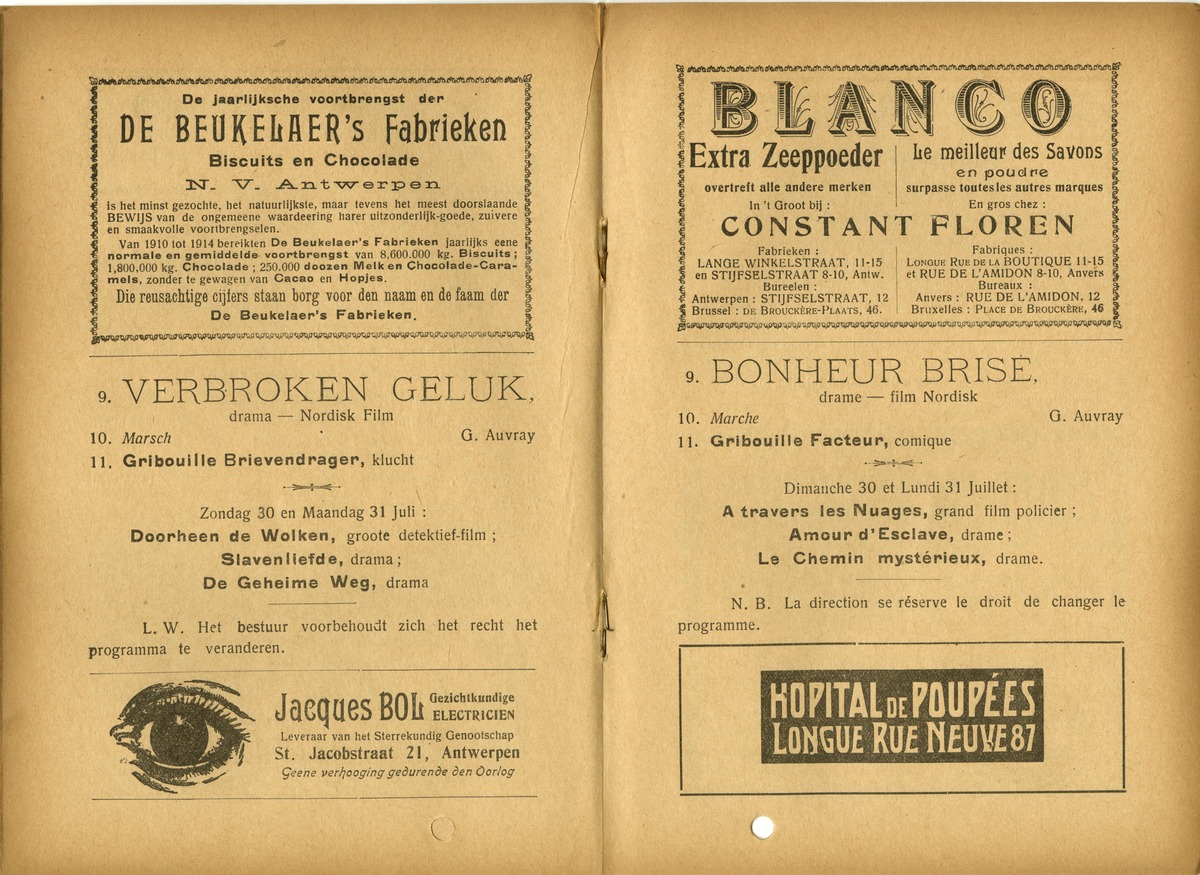 De jaarlijksche voortbrengst der
DE BEUKELAER's Fabrieken
Biscuits en Chocolade
N. V. Antwerpen
is het minst gezochte, het natuurlijkste, maar tevens het meest doorslaande
BEWIJS van de ongemeene waardeering harer uitzonderlijk-goede, zuivere
en smaakvolle voortbrengselen.
Van 1910 tot 1914 bereikten De Beukelaer's Fabrieken jaarlijks eene
normale en gemiddelde voortbrengst van 8,600.000 kg. Biscuits;
1,800,000 kg. Chocolade; 250.000 doozen Melk en Chocolade-Cara-
mels, zonder te gewagen van Cacao en Hopjes.
Die reusachtige cijfers staan borg voor den naam en de faam der
De Beukelaer's Fabrieken.
9. VERBROKEN GELUK,
drama — Nordisk Film
10. Marsch G. Auvray
11. Gribouille Brievendrager, klucht
Zondag 30 en Maandag 31 Juli :
Doorheen de Wolken, groote detektief-film ;
Slavenliefde, drama ;
De Geheime Weg, drama
L. W. Het bestuur voorbehoudt zich het recht het
programma te veranderen.
Jacques BOL Gezichtkundige
ELECTRICIEN
Leveraar van het Sterrekundig Genootschap
St. Jacobstraat 21, Antwerpen
Geene verhooging gedurende den Oorlog
BLANCO
Extra Zeeppoeder
overtreft alle andere merken
In 't Groot bij :
Le meilleur des Savons
en poudre
surpasse toutes les autres marques
En gros chez :
CONSTANT FLOREN
Fabrieken :
LANGE WINKELSTRAAT, 11-15
en STIJFSELSTRAAT 8-10, Antw.
Bureelen :
Antwerpen : STIJFSELSTRAAT, 12
Brussel : DE BROUCKÈRE-PLAATS, 46.
Fabriques :
LONGUE RUE DE LA BOUTIQUE 11-15
et RUE DE L'AMIDON 8-10, Anvers
Bureaux :
Anvers : RUE DE L'AMIDON, 12
Bruxelles : PLACE DE BROUCKÈRE, 46
9. BONHEUR BRISÉ,
drame — film Nordisk
10. Marche G. Auvray
11. Gribouille Facteur, comique
Dimanche 30 et Lundi 31 Juillet :
A travers les Nuages, grand film policier ;
Amour d'Esclave, drame ;
Le Chemin mystérieux, drame.
N. B. La direction se réserve le droit de changer le
programme.
HOPITAL DE POUPÉES
LONGUE RUE NEUVE 87